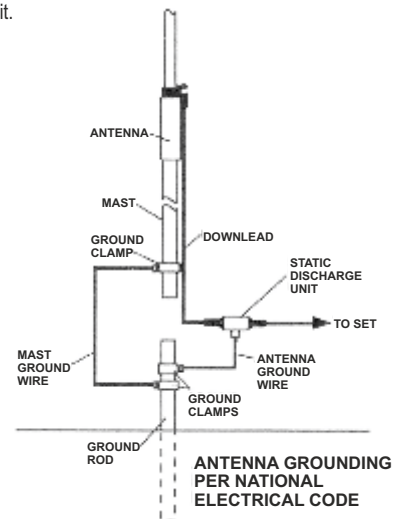 it.
ANTENNA
MAST
GROUND
CLAMP
DOWNLEAD
STATIC
DISCHARGE
UNIT
TO SET
MAST
GROUND
WIRE
ANTENNA
GROUND
WIRE
GROUND
CLAMPS
GROUND
ROD
ANTENNA GROUNDING
PER NATIONAL
ELECTRICAL CODE